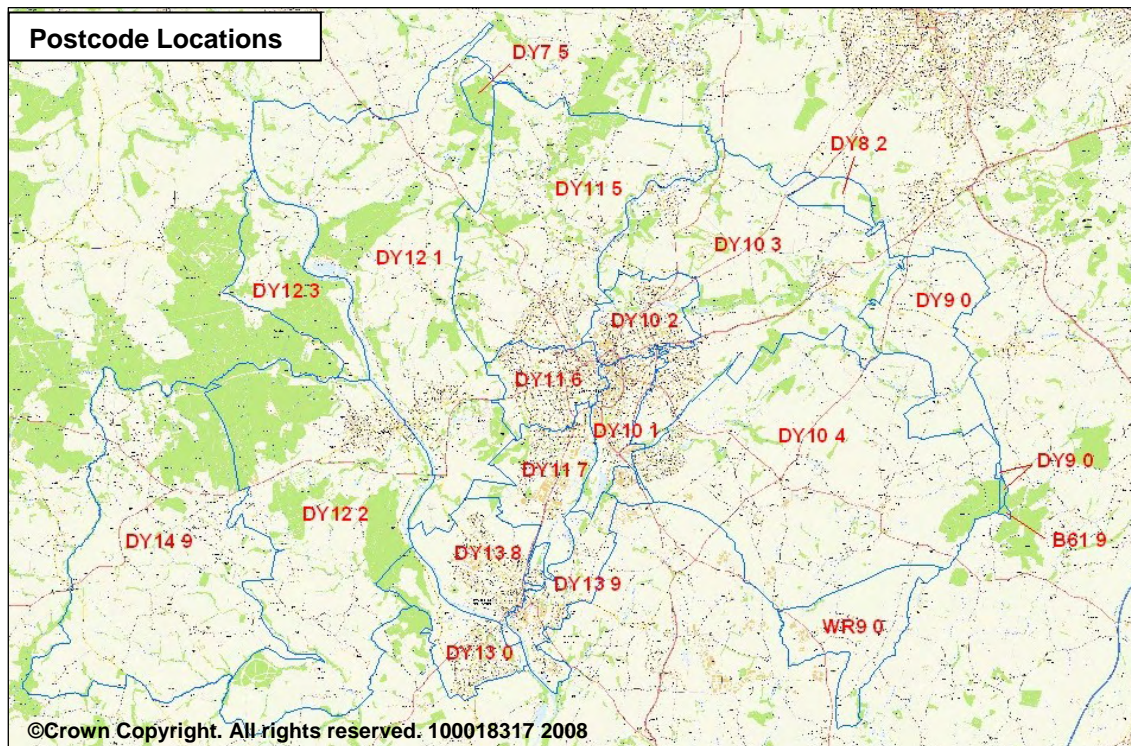 Postcode Locations
DY7 5
DY8 2
DY11 5
DY10 3
DY12 1
DY12 3
DY9 0
DY10 2
DY11 6
DY10 1
DY10 4
DY11 7
DY9 0
DY12 2
DY14 9
B61 9
DY13 8
DY13 9
WR9 0
DY13 0
©Crown Copyright. All rights reserved. 100018317 2008